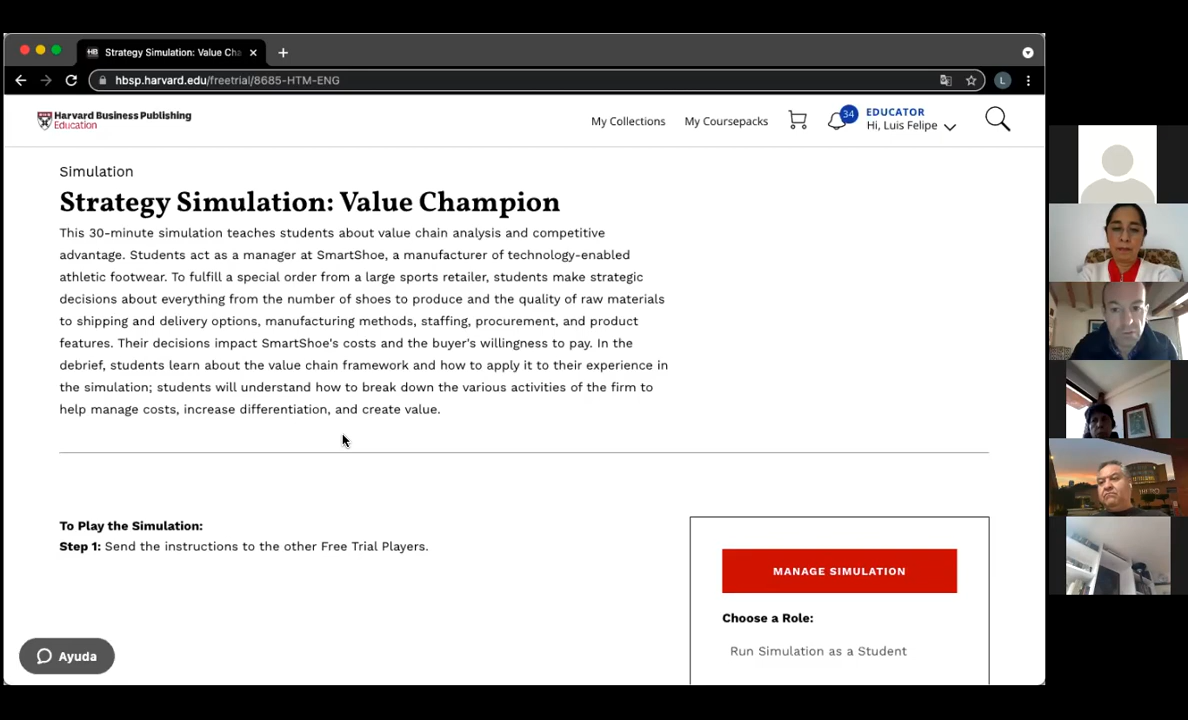 Strategy Simulation: Value Cha
hbsp.harvard.edu/freetrial/8685-HTM-ENG
L
Harvard Business Publishing
Education
My Collections
My Coursepacks
34
EDUCATOR
Hi, Luis Felipe
Simulation
Strategy Simulation: Value Champion
This 30-minute simulation teaches students about value chain analysis and competitive
advantage. Students act as a manager at SmartShoe, a manufacturer of technology-enabled
athletic footwear. To fulfill a special order from a large sports retailer, students make strategic
decisions about everything from the number of shoes to produce and the quality of raw materials
to shipping and delivery options, manufacturing methods, staffing, procurement, and product
features. Their decisions impact SmartShoe's costs and the buyer's willingness to pay. In the
debrief, students learn about the value chain framework and how to apply it to their experience in
the simulation; students will understand how to break down the various activities of the firm to
help manage costs, increase differentiation, and create value.
To Play the Simulation:
Step 1: Send the instructions to the other Free Trial Players.
MANAGE SIMULATION
Choose a Role:
Run Simulation as a Student
Ayuda